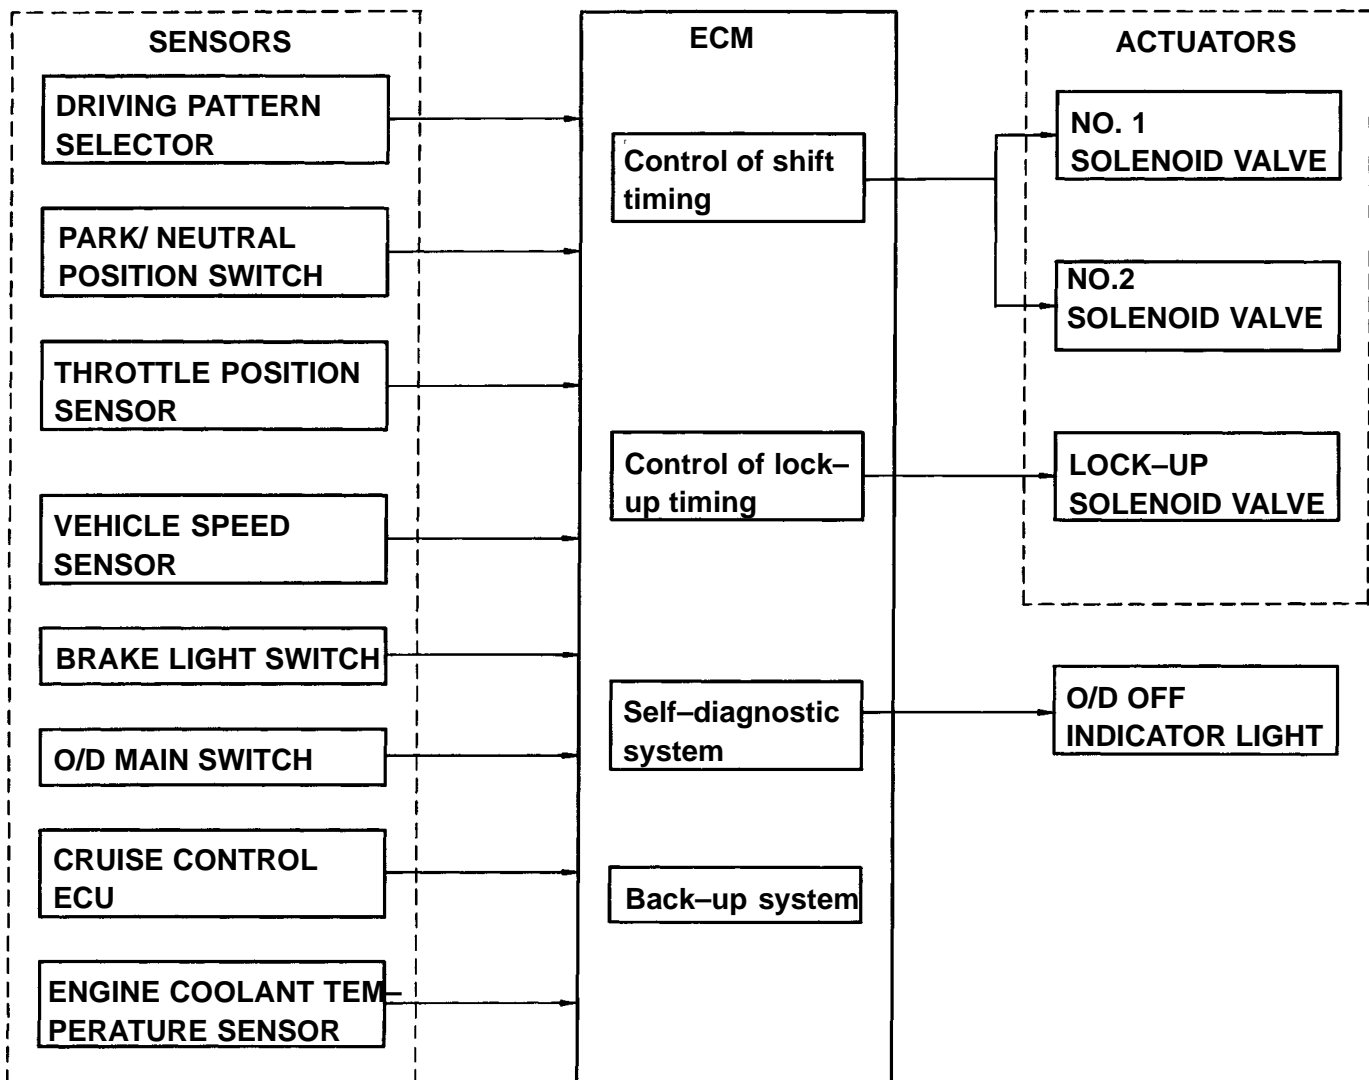 SENSORS
DRIVING PATTERN
SELECTOR
PARK/ NEUTRAL
POSITION SWITCH
THROTTLE POSITION
SENSOR
VEHICLE SPEED
SENSOR
BRAKE LIGHT SWITCH
O/D MAIN SWITCH
CRUISE CONTROL
ECU
ENGINE COOLANT TEM–
PERATURE SENSOR
ECM
Control of shift
timing
Control of lock–
up timing
Self–diagnostic
system
Back–up system
ACTUATORS
NO. 1
SOLENOID VALVE
NO.2
SOLENOID VALVE
LOCK–UP
SOLENOID VALVE
O/D OFF
INDICATOR LIGHT